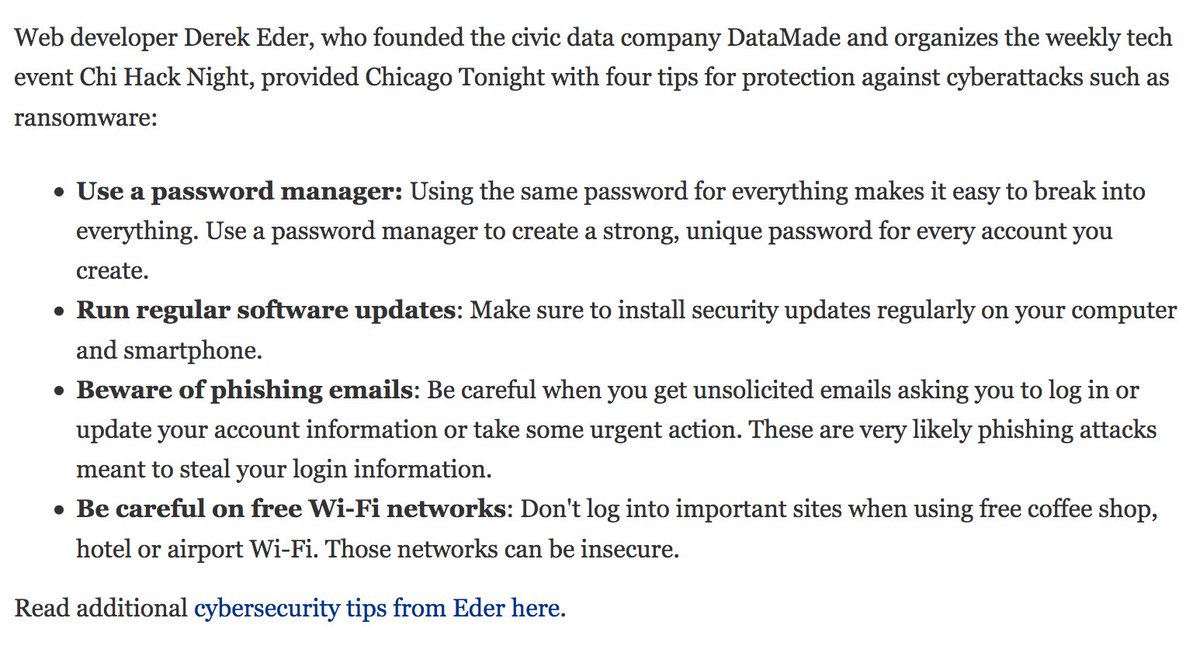 Web developer Derek Eder, who founded the civic data company DataMade and organizes the weekly tech
event Chi Hack Night, provided Chicago Tonight with four tips for protection against cyberattacks such as
ransomware:
• Use a password manager: Using the same password for everything makes it easy to break into
everything. Use a password manager to create a strong, unique password for every account you
create.
• Run regular software updates: Make sure to install security updates regularly on your computer
and smartphone.
• Beware of phishing emails: Be careful when you get unsolicited emails asking you to log in or
update your account information or take some urgent action. These are very likely phishing attacks
meant to steal your login information.
• Be careful on free Wi-Fi networks: Don't log into important sites when using free coffee shop,
hotel or airport Wi-Fi. Those networks can be insecure.
Read additional cybersecurity tips from Eder here.